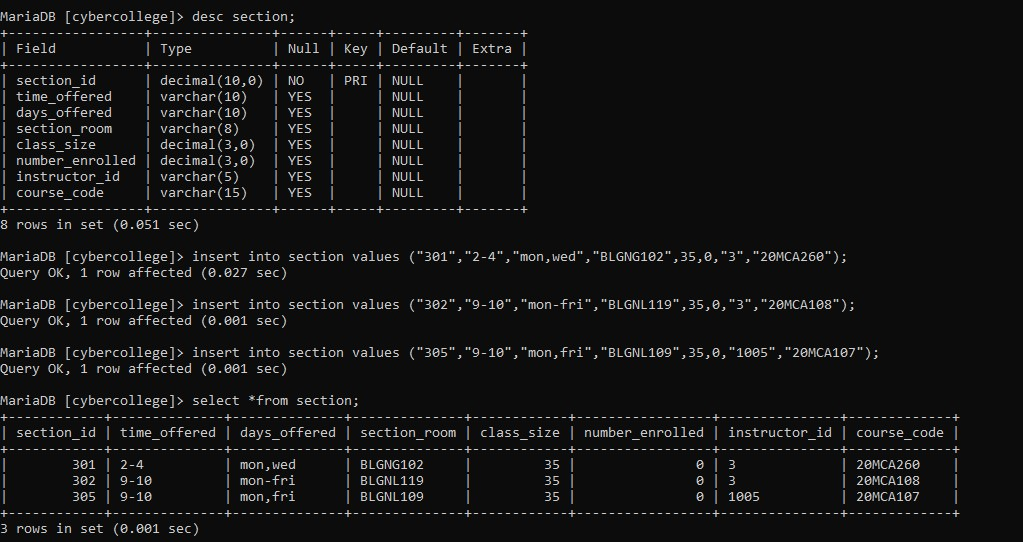 MariaDB [cybercollege]> desc section;
+-----------------+---------------+------+-----+---------+-------+
| Field           | Type          | Null | Key | Default | Extra |
+-----------------+---------------+------+-----+---------+-------+
| section_id      | decimal(10,0) | NO   | PRI | NULL    |       |
| time_offered    | varchar(10)   | YES  |     | NULL    |       |
| days_offered    | varchar(10)   | YES  |     | NULL    |       |
| section_room    | varchar(8)    | YES  |     | NULL    |       |
| class_size      | decimal(3,0)  | YES  |     | NULL    |       |
| number_enrolled | decimal(3,0)  | YES  |     | NULL    |       |
| instructor_id   | varchar(5)    | YES  |     | NULL    |       |
| course_code     | varchar(15)   | YES  |     | NULL    |       |
+-----------------+---------------+------+-----+---------+-------+
8 rows in set (0.051 sec)

MariaDB [cybercollege]> insert into section values ("301","2-4","mon,wed","BLGNG102",35,0,"3","20MCA260");
Query OK, 1 row affected (0.027 sec)

MariaDB [cybercollege]> insert into section values ("302","9-10","mon-fri","BLGNL119",35,0,"3","20MCA108");
Query OK, 1 row affected (0.001 sec)

MariaDB [cybercollege]> insert into section values ("305","9-10","mon,fri","BLGNL109",35,0,"1005","20MCA107");
Query OK, 1 row affected (0.001 sec)

MariaDB [cybercollege]> select *from section;
+------------+--------------+--------------+--------------+------------+-----------------+---------------+-------------+
| section_id | time_offered | days_offered | section_room | class_size | number_enrolled | instructor_id | course_code |
+------------+--------------+--------------+--------------+------------+-----------------+---------------+-------------+
|        301 | 2-4          | mon,wed      | BLGNG102     |         35 |               0 | 3             | 20MCA260    |
|        302 | 9-10         | mon-fri      | BLGNL119     |         35 |               0 | 3             | 20MCA108    |
|        305 | 9-10         | mon,fri      | BLGNL109     |         35 |               0 | 1005          | 20MCA107    |
+------------+--------------+--------------+--------------+------------+-----------------+---------------+-------------+
3 rows in set (0.001 sec)